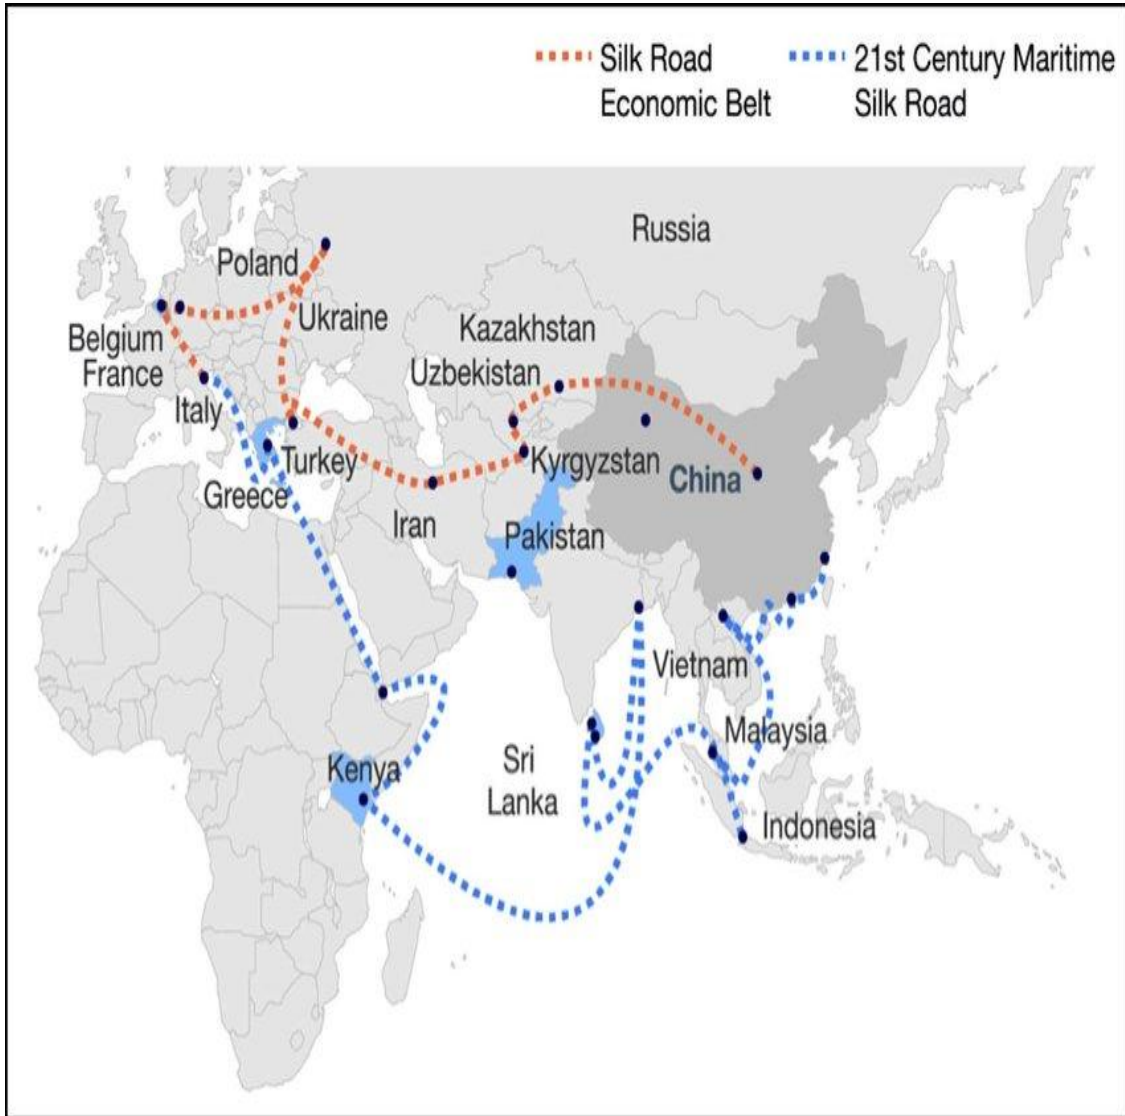 Silk Road
Economic Belt
21st Century Maritime
Silk Road
Russia
Poland
Ukraine
Belgium
France
Kazakhstan
Uzbekistan
Italy
Turkey
Kyrgyzstan
China
Greece
Iran
Pakistan
Vietnam
Malaysia
Sri
Lanka
Kenya
Indonesia